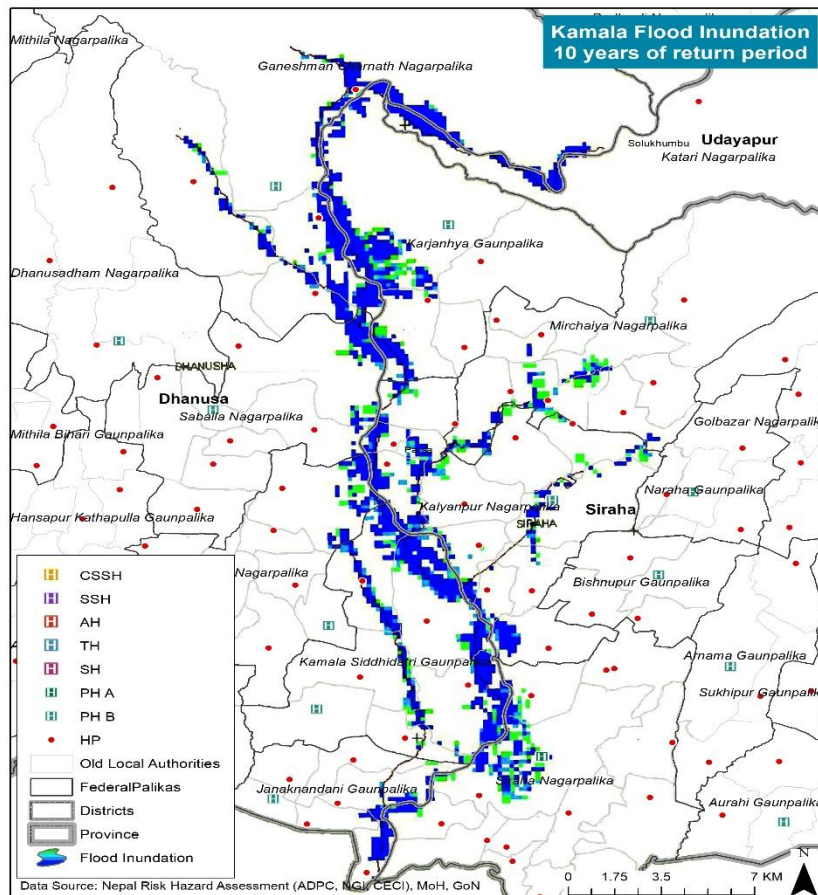 Kamala Flood Inundation
10 years of return period
Mithila Nagarpalika
Ganeshman Charnath Nagarpalika
Solukhumbu
Udayapur
Katari Nagarpalika
Karjanhya Gaunpalika
Dhanusadham Nagarpalika
Mirchaiya Nagarpalika
DHANUSHA
Dhanusa
Sabaila Nagarpalika
Golbazar Nagarpalika
Mithila Bihari Gaunpalika
Naraha Gaunpalika
Kalyanpur Nagarpalika
Siraha
SIRAHA
Hansapur Kathapulla Gaunpalika
Nagarpalika
Bishnupur Gaunpalika
Kamala Siddhidatri Gaunpalika
Arnama Gaunpalika
Sukhipur Gaunpalika
Siraha Nagarpalika
Janaknandani Gaunpalika
Aurahi Gaunpalika
CSSH
SSH
AH
TH
SH
PH A
PH B
HP
Old Local Authorities
FederalPalikas
Districts
Province
Flood Inundation
N
0 1.75 3.5 7 KM
Data Source: Nepal Risk Hazard Assessment (ADPC, NGI, CECI), MoH, GoN